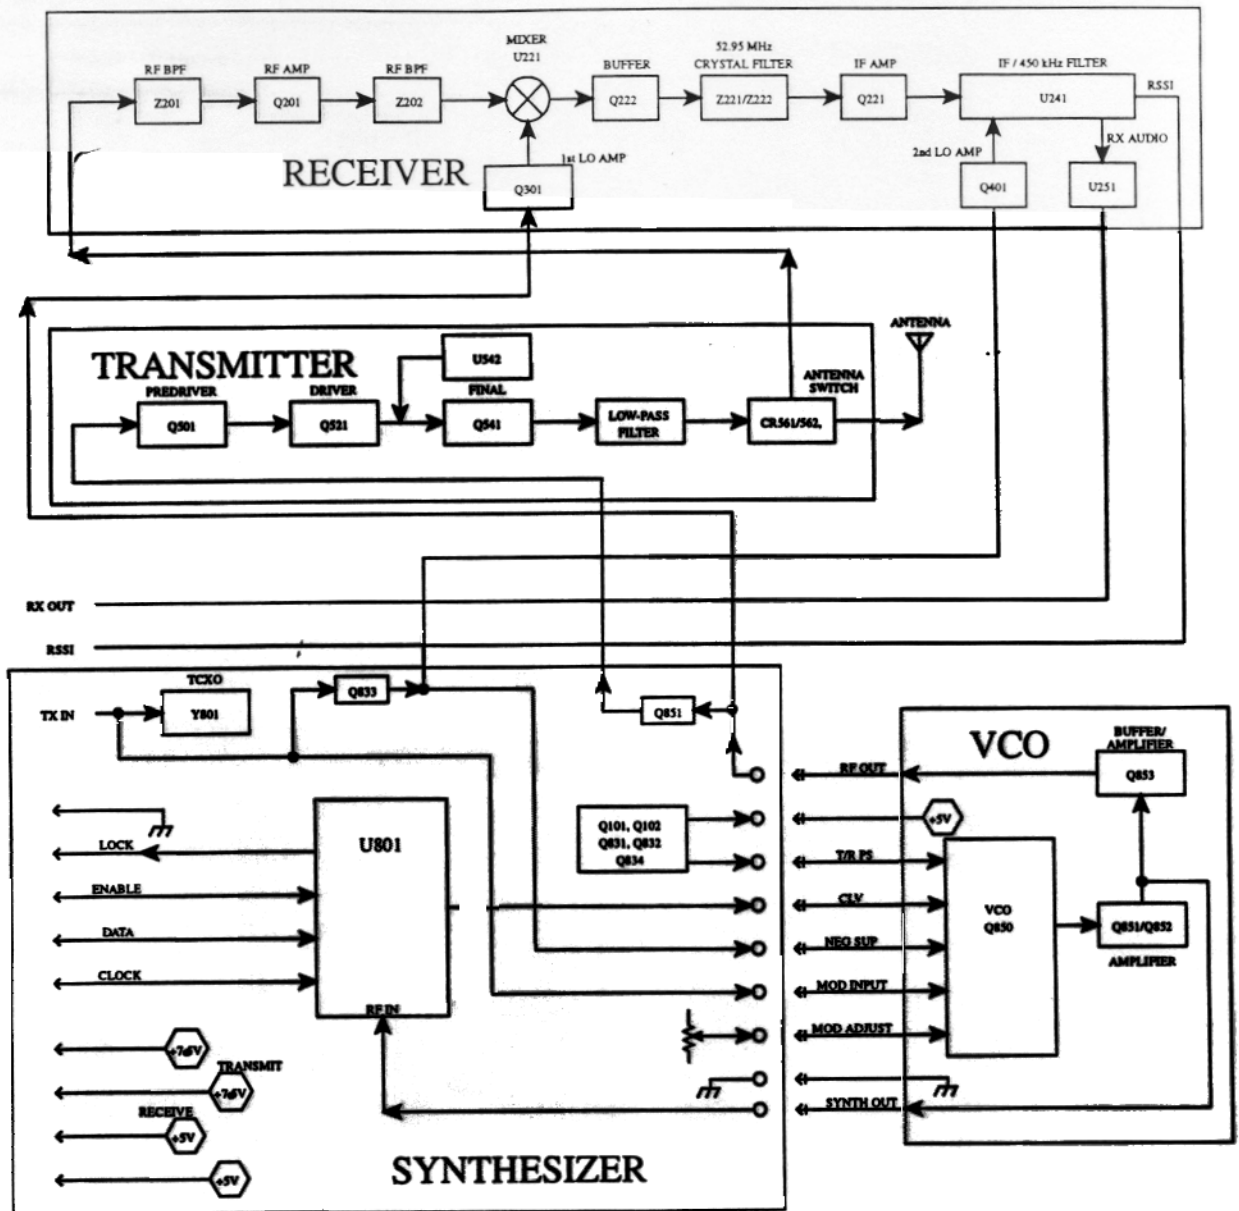 MIXER
U221
52.95 MHz
RF BPF
RF AMP
RF BPF
BUFFER
CRYSTAL FILTER
IF AMP
IF / 450 kHz FILTER
RSSI
Z201
Q201
Z202
Q222
Z221/Z222
Q221
U241
RX AUDIO
RECEIVER
1st LO AMP
2nd LO AMP
Q301
Q401
U251
ANTENNA
TRANSMITTER
U542
PREDRIVER
DRIVER
FINAL
ANTENNA
SWITCH
Q501
Q521
Q541
LOW-PASS
FILTER
CR561/562,
RX OUT
RSSI
TCXO
Y801
TX IN
Q833
Q851
VCO
BUFFER/
AMPLIFIER
Q853
RF OUT
+5V
U801
Q101, Q102
Q831, Q832
Q834
LOCK
T/R PS
ENABLE
CLV
VCO
Q850
Q851/Q852
AMPLIFIER
DATA
NEG SUP
CLOCK
MOD INPUT
RF IN
MOD ADJUST
TRANSMIT
RECEIVE
+5V
SYNTH OUT
+5V
SYNTHESIZER